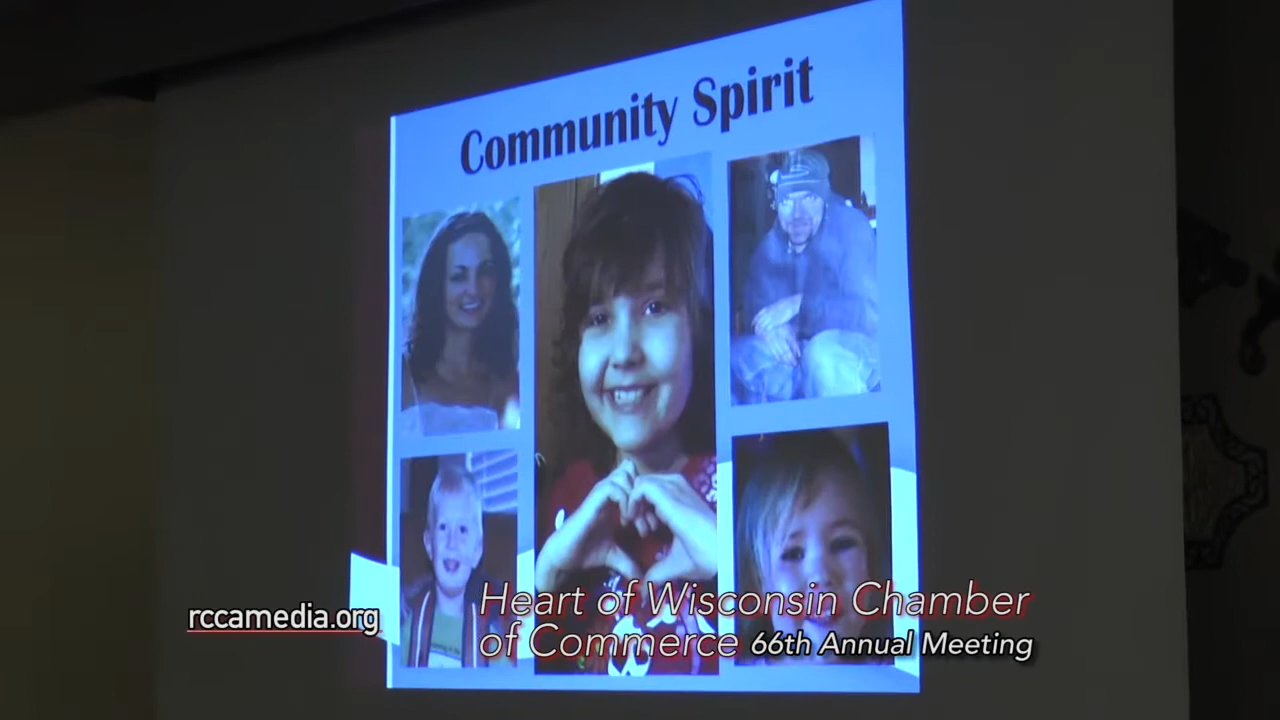 Community Spirit
rccamedia.org
Heart of Wisconsin Chamber
of Commerce 66th Annual Meeting